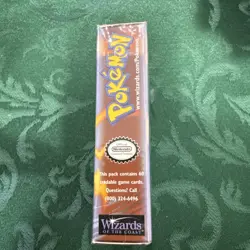 POKéMON
www.wizards.com/Pokemon
Nintendo
This pack contains 60
tradable game cards.
Questions? Call
(800) 324-6496
Wizards
OF THE COAST